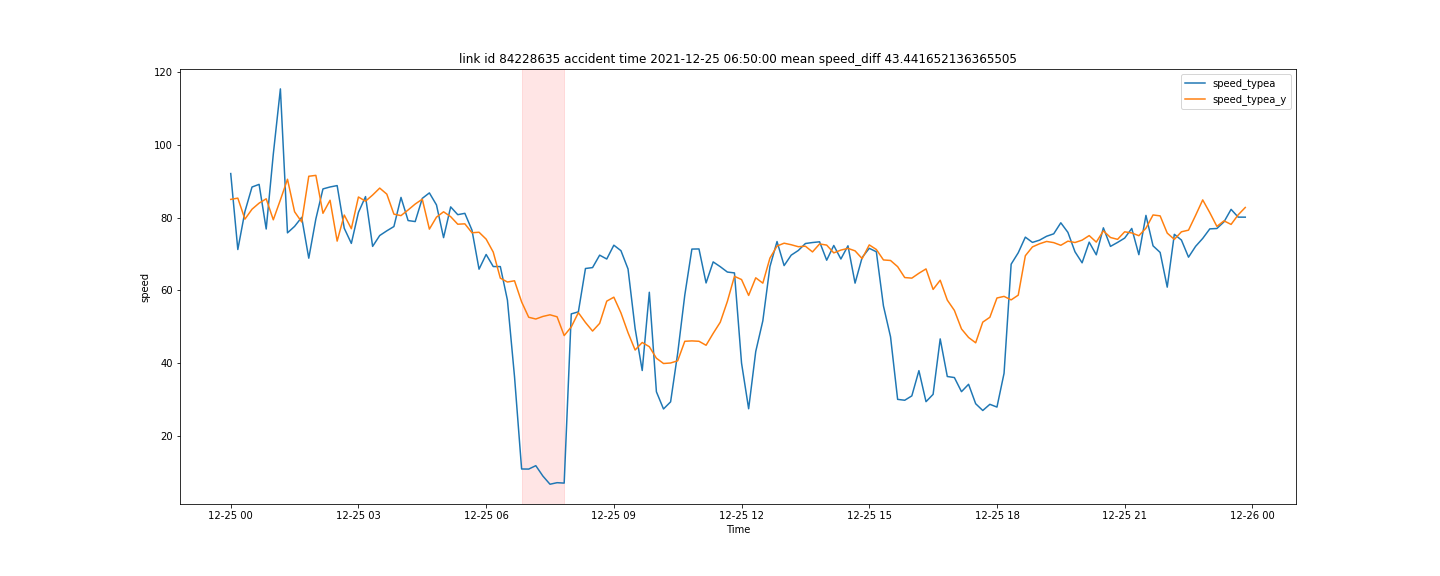 link id 84228635 accident time 2021-12-25 06:50:00 mean speed_diff 43.441652136365505
speed_typea
speed_typea_y
speed
120
100
80
60
40
20
12-25 00 12-25 03 12-25 06 12-25 09 12-25 12 12-25 15 12-25 18 12-25 21 12-26 00
Time